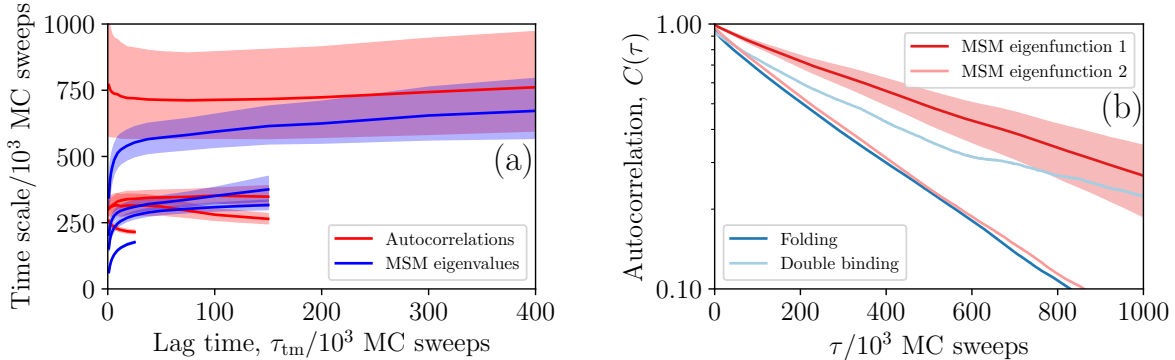 1000
750
500
250
0
Time scale/10³ MC sweeps
0 100 200 300 400
Lag time, τ_tm/10³ MC sweeps
(a)
Autocorrelations
MSM eigenvalues
1.00
0.10
Autocorrelation, C(τ)
MSM eigenfunction 1
MSM eigenfunction 2
(b)
Folding
Double binding
0 200 400 600 800 1000
τ/10³ MC sweeps